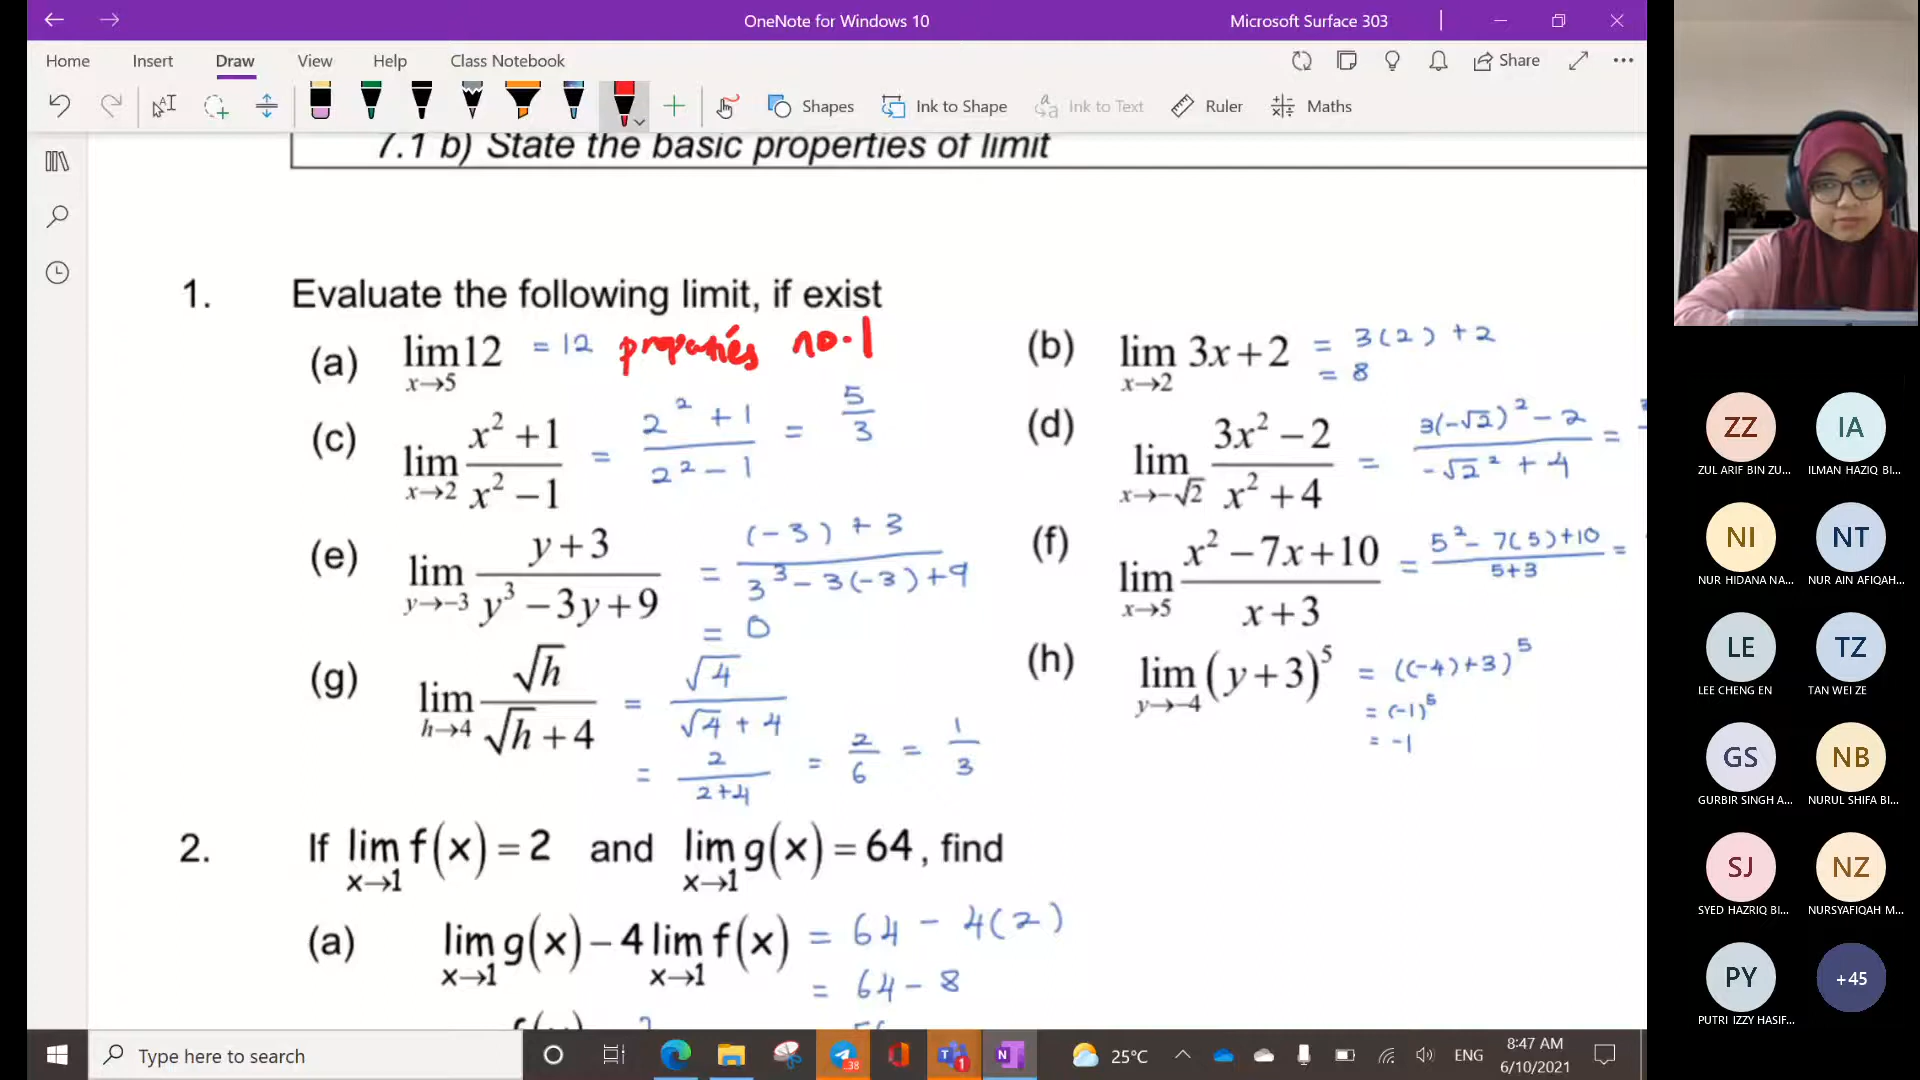 OneNote for Windows 10
Microsoft Surface 303
Home Insert Draw View Help Class Notebook Share
Shapes Ink to Shape Ink to Text Ruler Maths
7.1 b) State the basic properties of limit
1. Evaluate the following limit, if exist
(a) lim x→5 12 = 12 properties no.1
(b) lim x→2 3x+2 = 3(2) + 2
= 8
(c) lim x→2 (x² +1)/(x² −1) = (2² + 1)/(2² − 1) = 5/3
(d) lim x→−√2 (3x² −2)/(x² +4) = (3(-√2)² − 2)/(-√2² + 4) =
(e) lim y→−3 (y+3)/(y³ −3y+9) = ((-3) + 3)/(3³ − 3(-3) + 9)
= 0
(f) lim x→5 (x² −7x+10)/(x+3) = (5² − 7(5) + 10)/(5+3) =
(g) lim h→4 √h/(√h+4) = √4/(√4 + 4)
= 2/(2+4) = 2/6 = 1/3
(h) lim y→−4 (y+3)⁵ = ((-4)+3)⁵
= (-1)⁵
= -1
2. If lim x→1 f(x) = 2 and lim x→1 g(x) = 64, find
(a) lim x→1 g(x) − 4 lim x→1 f(x) = 64 − 4(2)
= 64 − 8
ZZ IA
ZUL ARIF BIN ZU... ILMAN HAZIQ BI...
NI NT
NUR HIDANA NA... NUR AIN AFIQAH...
LE TZ
LEE CHENG EN TAN WEI ZE
GS NB
GURBIR SINGH A... NURUL SHIFA BI...
SJ NZ
SYED HAZRIQ BI... NURSYAFIQAH M...
PY +45
PUTRI IZZY HASIF...
Type here to search
38
1
25°C
ENG
8:47 AM
6/10/2021